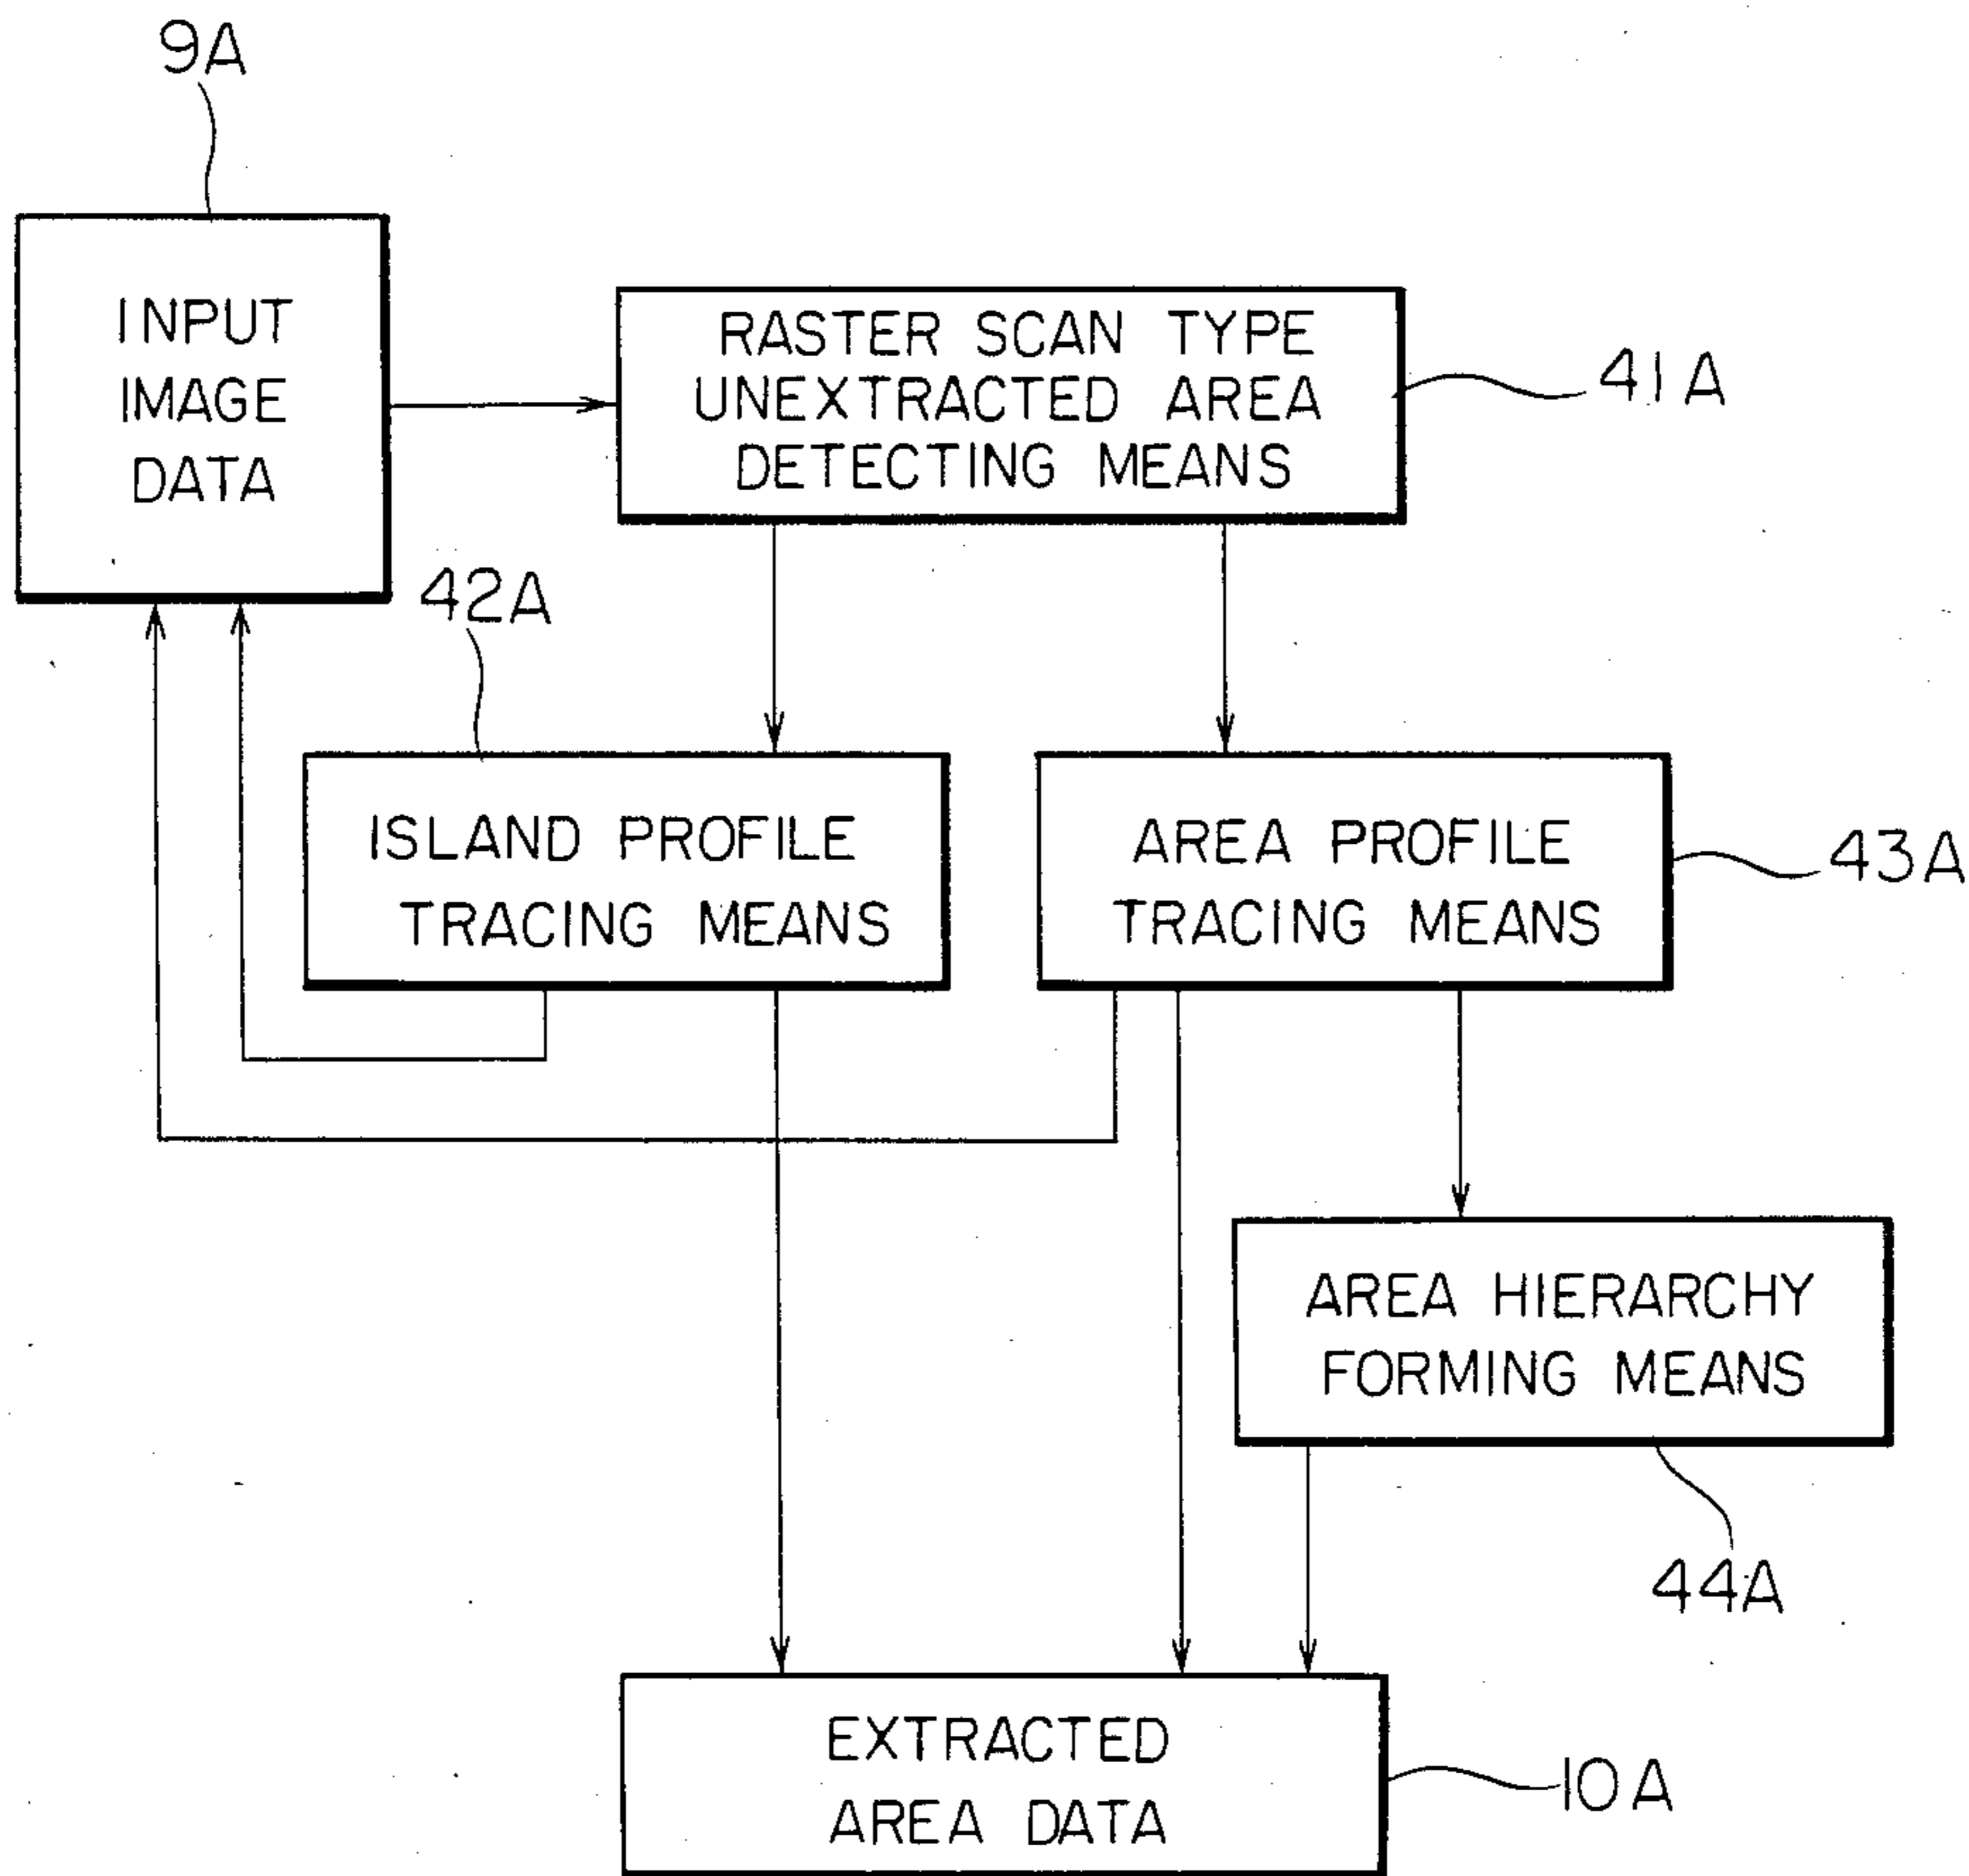 9A
INPUT
IMAGE
DATA
RASTER SCAN TYPE
UNEXTRACTED AREA
DETECTING MEANS
41A
42A
ISLAND PROFILE
TRACING MEANS
AREA PROFILE
TRACING MEANS
43A
AREA HIERARCHY
FORMING MEANS
44A
EXTRACTED
AREA DATA
10A